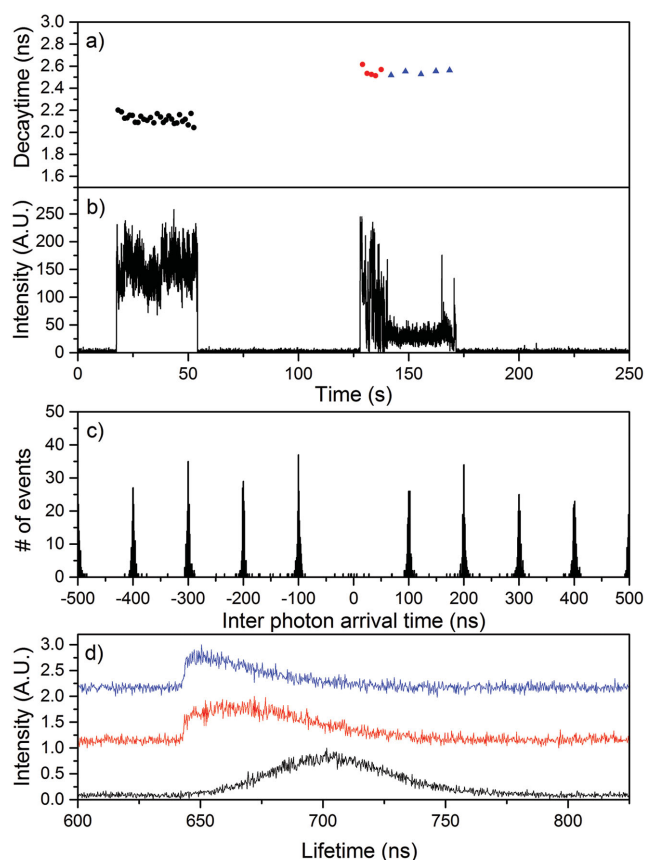 a)
Decaytime (ns)
3.0
2.8
2.6
2.4
2.2
2.0
1.8
1.6
b)
Intensity (A.U.)
250
200
150
100
50
0
0 50 100 150 200 250
Time (s)
c)
# of events
50
40
30
20
10
0
-500 -400 -300 -200 -100 0 100 200 300 400 500
Inter photon arrival time (ns)
d)
Intensity (A.U.)
3.0
2.5
2.0
1.5
1.0
0.5
0.0
600 650 700 750 800
Lifetime (ns)